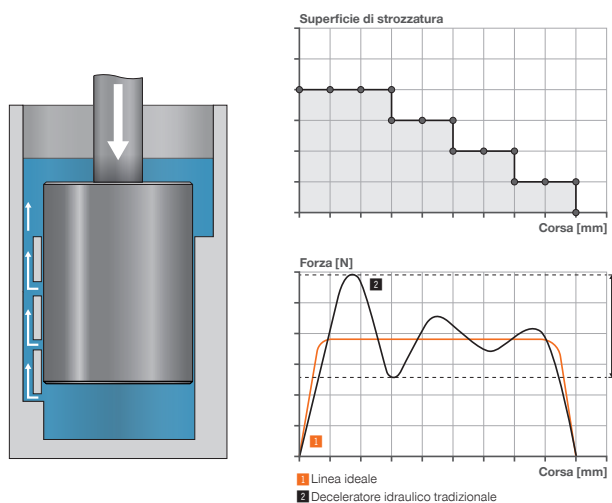 Superficie di strozzatura
Corsa [mm]
Forza [N]
2
1
Corsa [mm]
1 Linea ideale
2 Deceleratore idraulico tradizionale